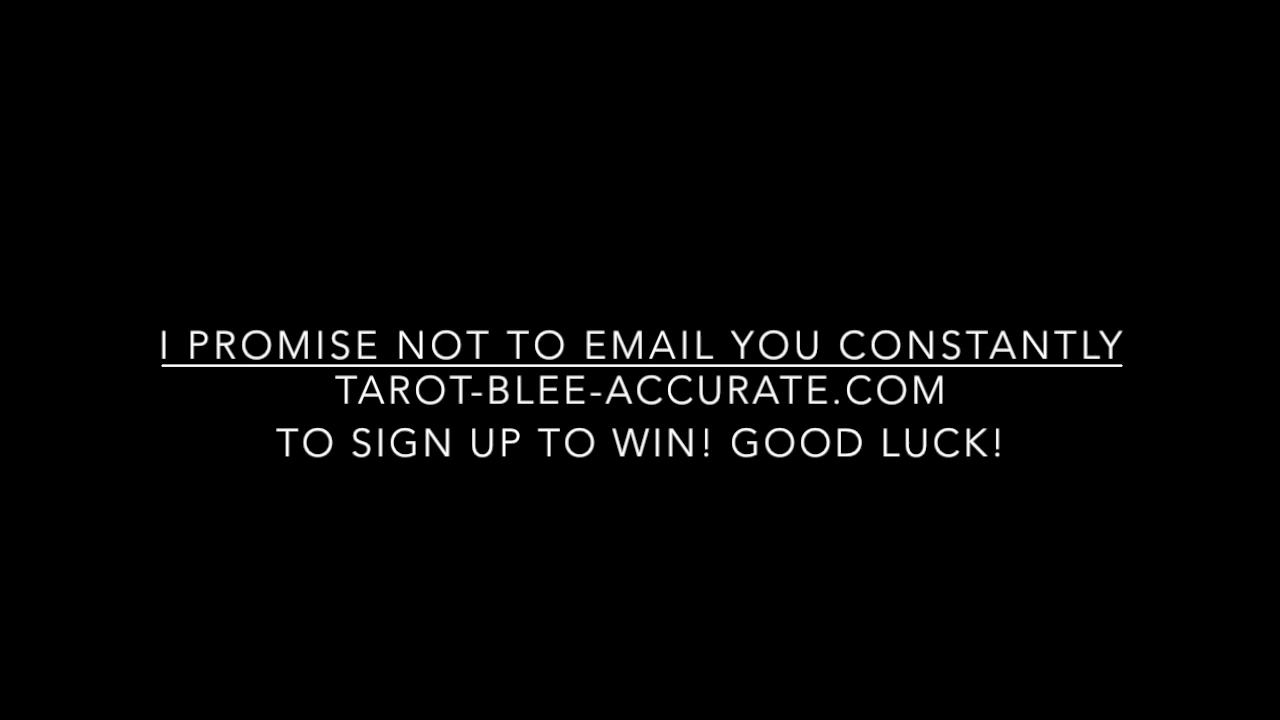 I PROMISE NOT TO EMAIL YOU CONSTANTLY
TAROT-BLEE-ACCURATE.COM
TO SIGN UP TO WIN! GOOD LUCK!